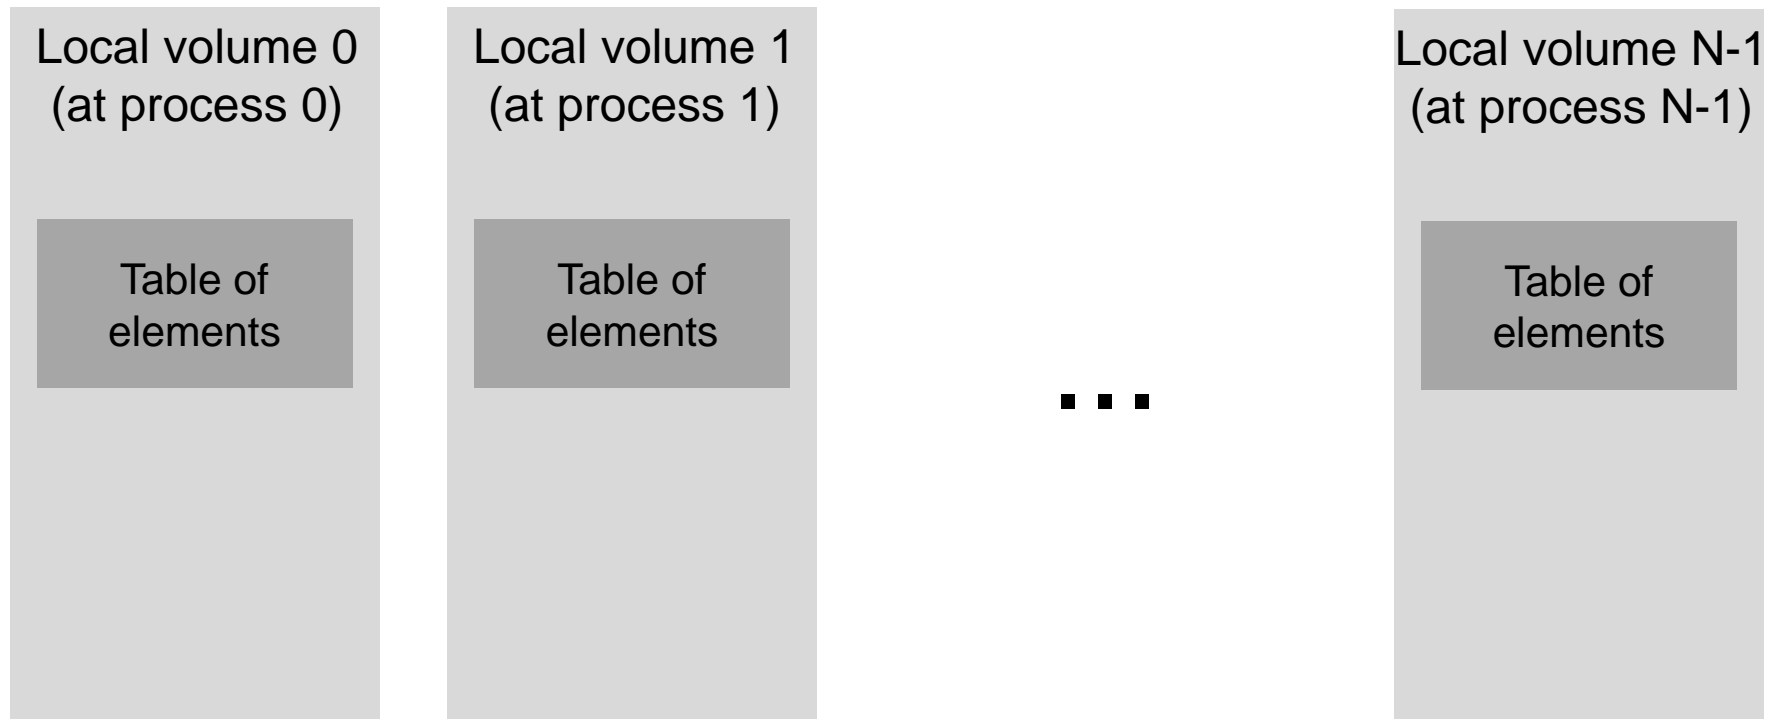 Local volume 0
(at process 0)
Table of
elements
Local volume 1
(at process 1)
Table of
elements
...
Local volume N-1
(at process N-1)
Table of
elements